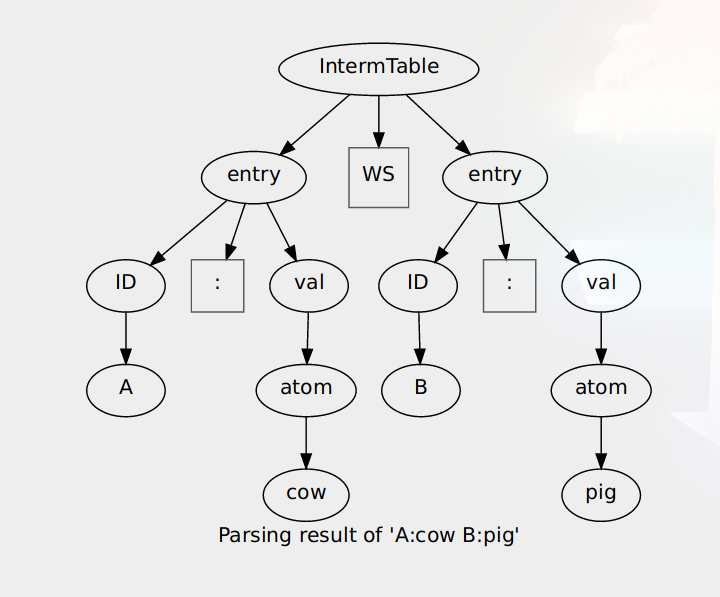 IntermTable
entry WS entry
ID : val ID : val
A atom B atom
cow pig
Parsing result of 'A:cow B:pig'